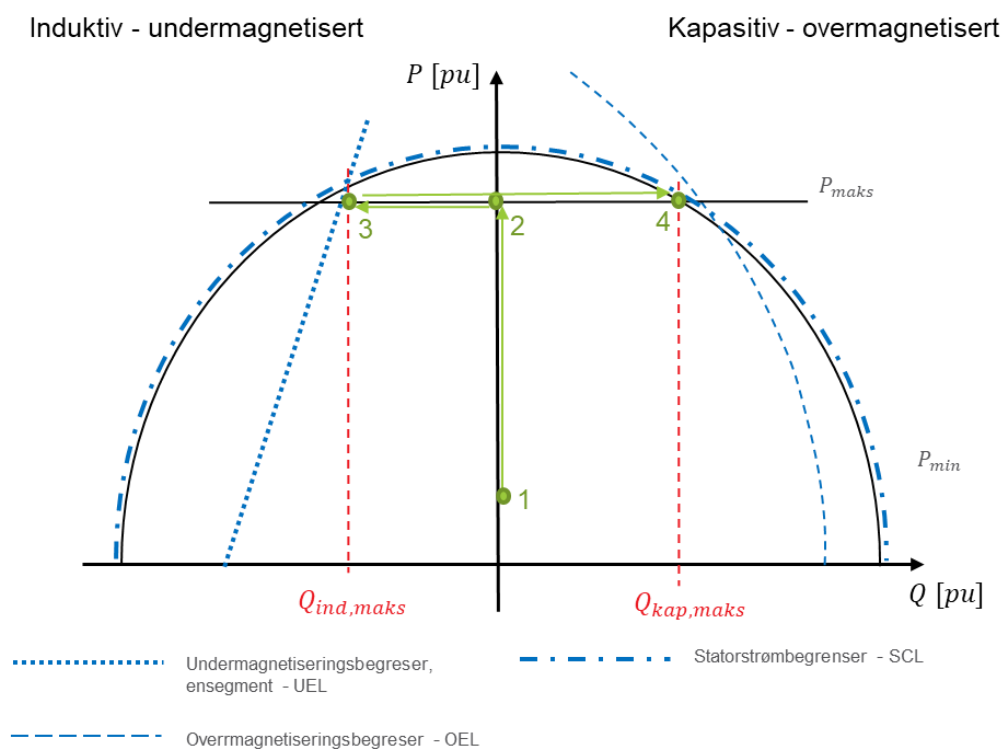 Induktiv - undermagnetisert
Kapasitiv - overmagnetisert
P [pu]
P_maks
3
2
4
P_min
1
Q_ind,maks
Q_kap,maks
Q [pu]
Undermagnetiseringsbegreser,
ensegment - UEL
Statorstrømbegrenser - SCL
Overrmagnetiseringsbegreser - OEL